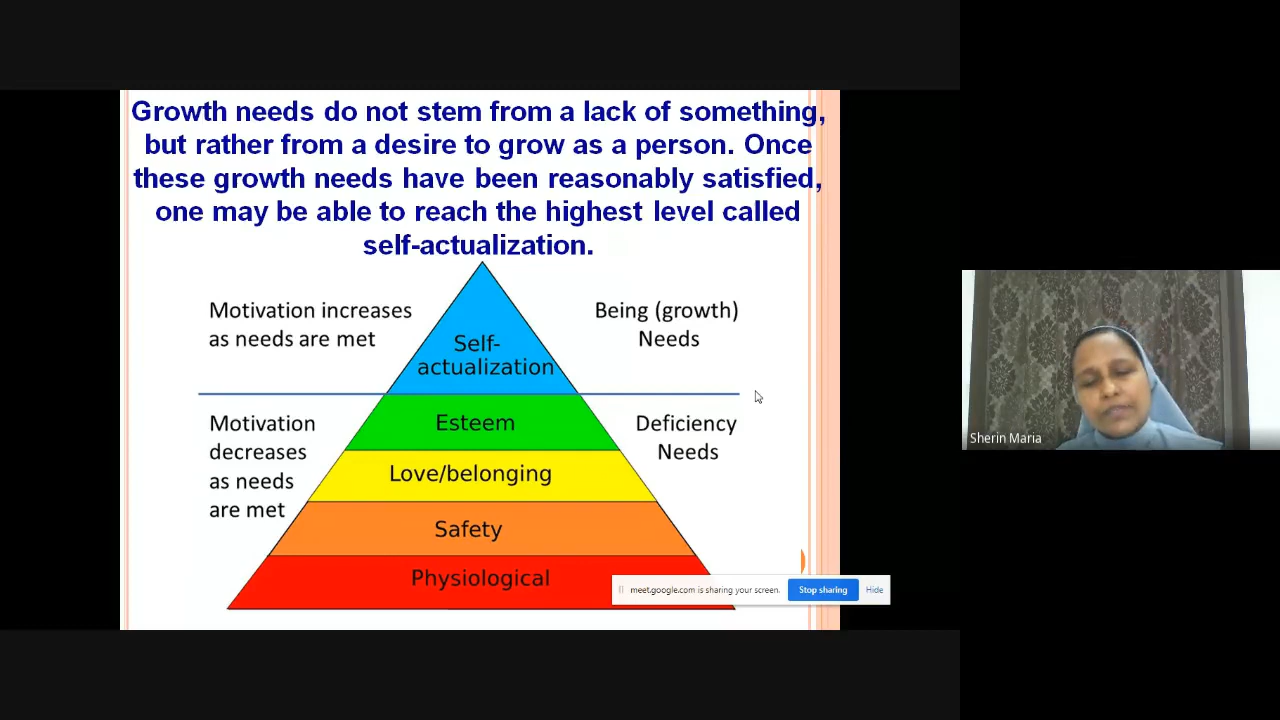 Growth needs do not stem from a lack of something,
but rather from a desire to grow as a person. Once
these growth needs have been reasonably satisfied,
one may be able to reach the highest level called
self-actualization.
Motivation increases
as needs are met
Self-
actualization
Being (growth)
Needs
Motivation
decreases
as needs
are met
Esteem
Love/belonging
Safety
Physiological
Deficiency
Needs
meet.google.com is sharing your screen.
Stop sharing
Hide
Sherin Maria